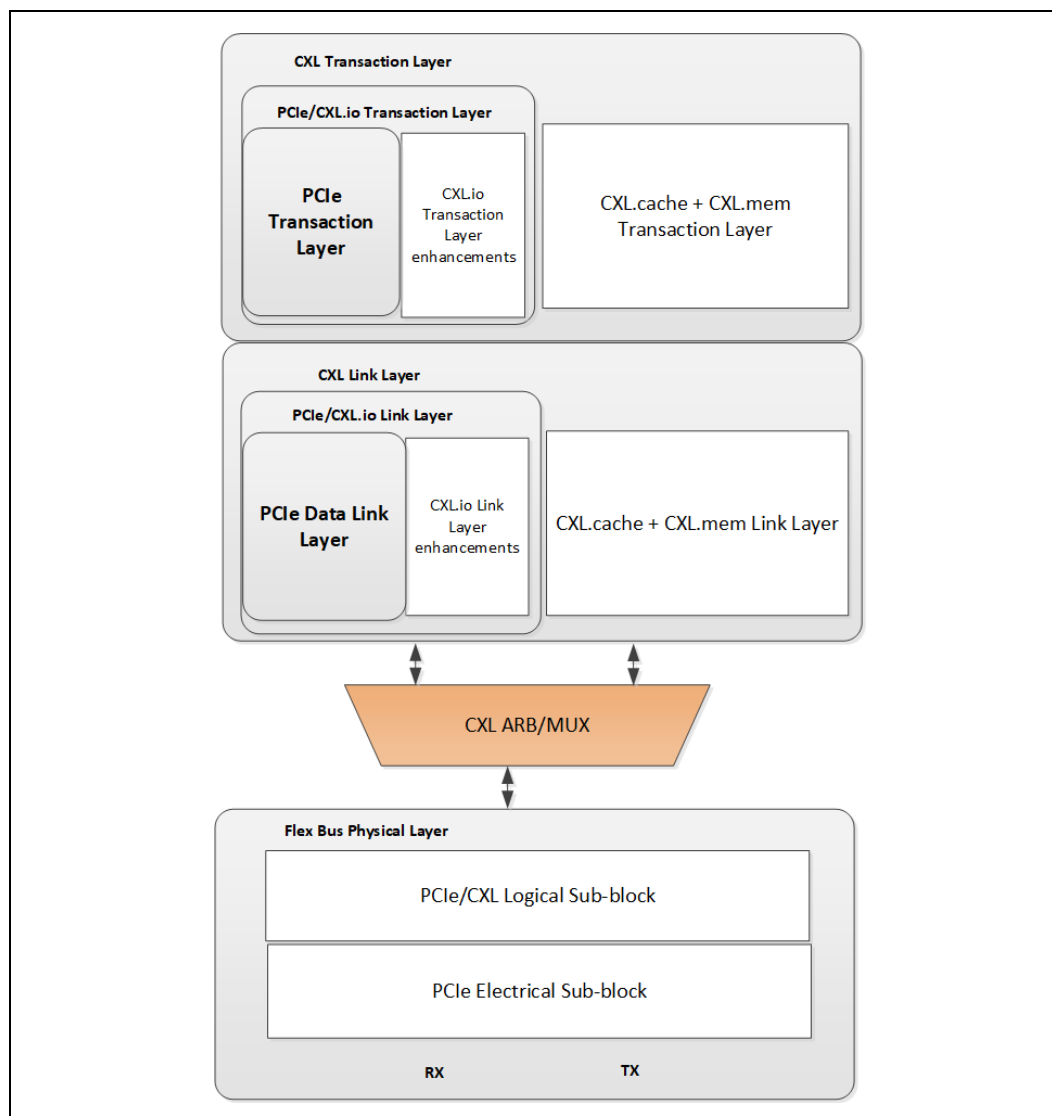 CXL Transaction Layer
PCIe/CXL.io Transaction Layer
PCIe
Transaction
Layer
CXL.io
Transaction
Layer
enhancements
CXL.cache + CXL.mem
Transaction Layer
CXL Link Layer
PCIe/CXL.io Link Layer
PCIe Data Link
Layer
CXL.io Link
Layer
enhancements
CXL.cache + CXL.mem Link Layer
CXL ARB/MUX
Flex Bus Physical Layer
PCIe/CXL Logical Sub-block
PCIe Electrical Sub-block
RX
TX